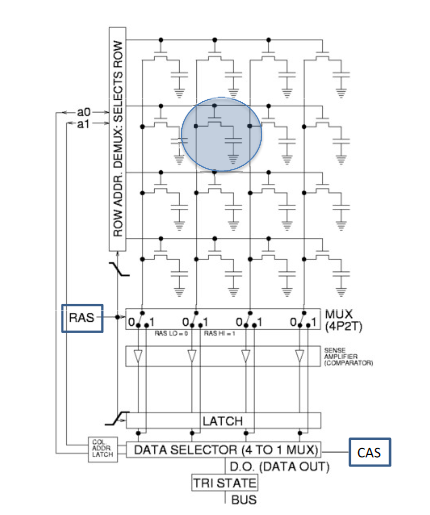 ROW ADDR. DEMUX: SELECTS ROW
a0
a1
RAS
MUX
(4P2T)
0 1 0 1 0 1 0 1
RAS LO = 0 RAS HI = 1
SENSE
AMPLIFIER
(COMPARATOR)
LATCH
COL
ADDR
LATCH
DATA SELECTOR (4 TO 1 MUX)
CAS
D.O. (DATA OUT)
TRI STATE
BUS